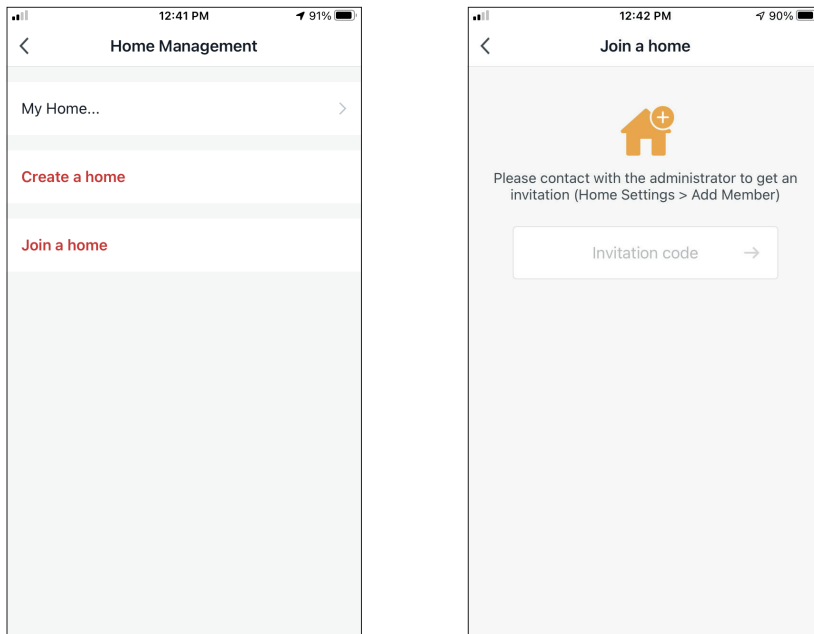 12:41 PM
91%
Home Management
My Home...
Create a home
Join a home
12:42 PM
90%
Join a home
Please contact with the administrator to get an
invitation (Home Settings > Add Member)
Invitation code